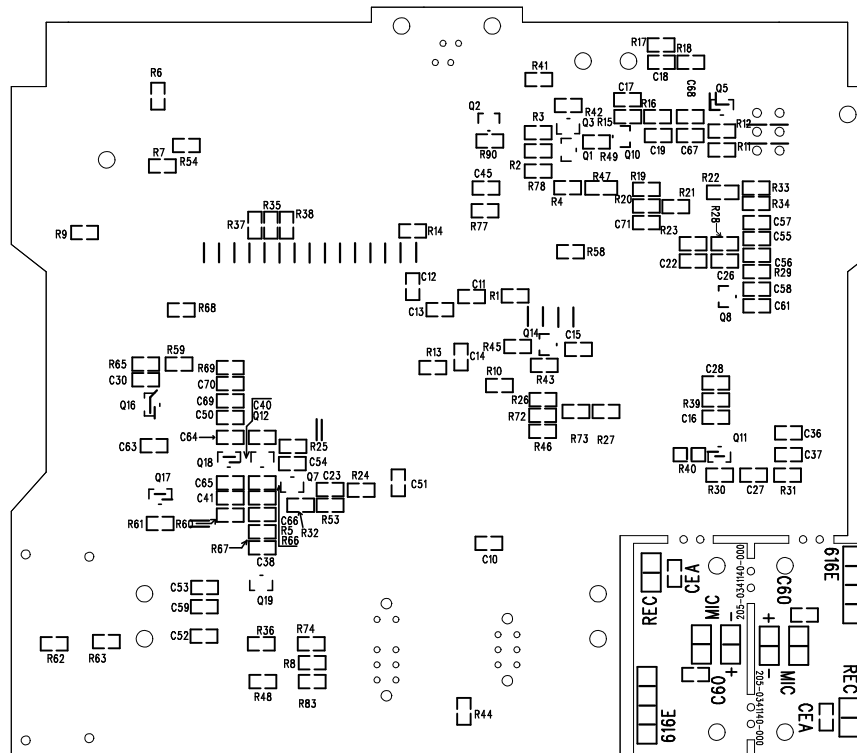 R17
R18
C18
R41
R6
C17
C68
Q5
Q2
R3
R42
Q3
R15
R16
R12
R90
R2
Q1
R49
Q10
C19
C67
R11
R54
R7
C45
R78
R4
R47
R19
R20
R21
R22
R33
R34
R35
R37
R38
R9
R14
R77
C71
R23
R28
C57
C55
R58
C22
C26
C56
R29
C12
C11
R1
C13
C58
C61
Q8
R68
Q14
C15
R45
R43
C14
R13
R59
R65
R69
C30
C70
R10
C28
Q16
C69
C40
R26
R39
C50
Q12
R72
R73
R27
C16
C64
R25
R46
C36
C63
Q11
Q18
C54
R40
C37
Q17
C65
Q7
C23
R24
C51
R30
C27
R31
C41
R61
R60
C66
R32
R53
R5
R67
R66
C38
C10
C53
Q19
C59
C52
R36
R74
R62
R63
R8
R48
R83
R44
616E
CEA
205-0341140-000
C60
REC
MIC
-
+
+
-
C60
MIC
REC
616E
205-0341140-000
CEA